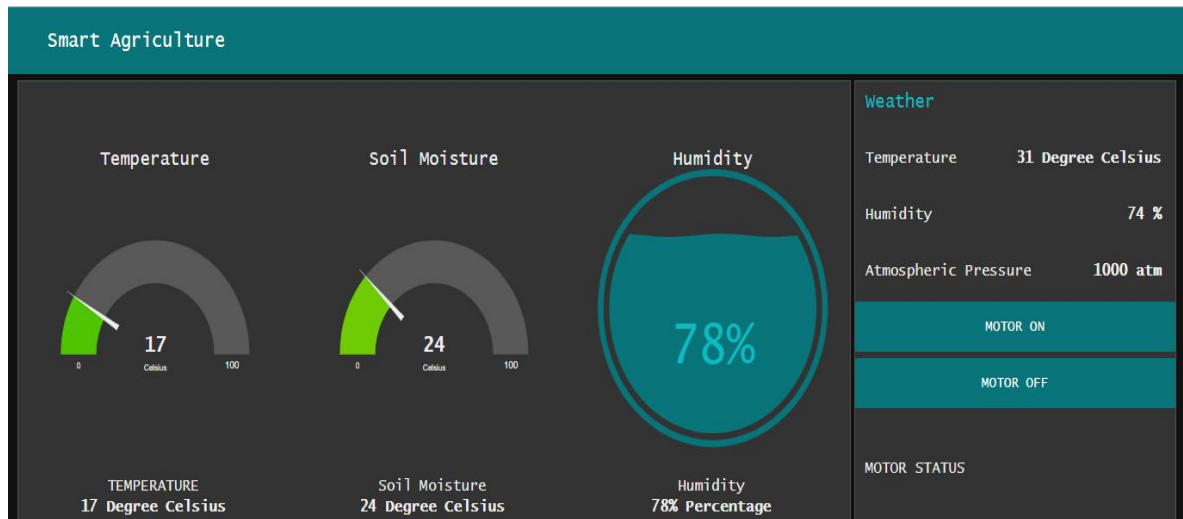 Smart Agriculture
Temperature
17
Celsius
0
100
TEMPERATURE
17 Degree Celsius
Soil Moisture
24
Celsius
0
100
Soil Moisture
24 Degree Celsius
Humidity
78%
Humidity
78% Percentage
Weather
Temperature 31 Degree Celsius
Humidity 74 %
Atmospheric Pressure 1000 atm
MOTOR ON
MOTOR OFF
MOTOR STATUS